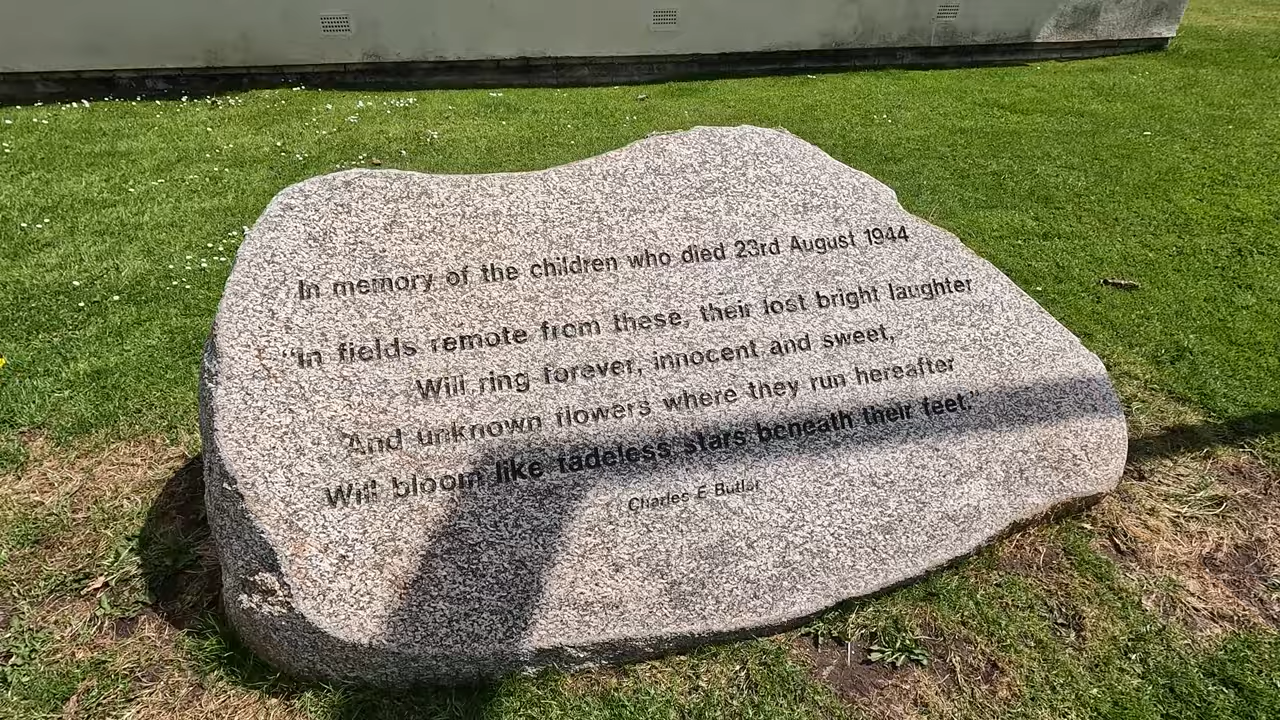 In memory of the children who died 23rd August 1944
"In fields remote from these, their lost bright laughter
Will ring forever, innocent and sweet,
And unknown flowers where they run hereafter
Will bloom like fadeless stars beneath their feet."
Charles E Butler